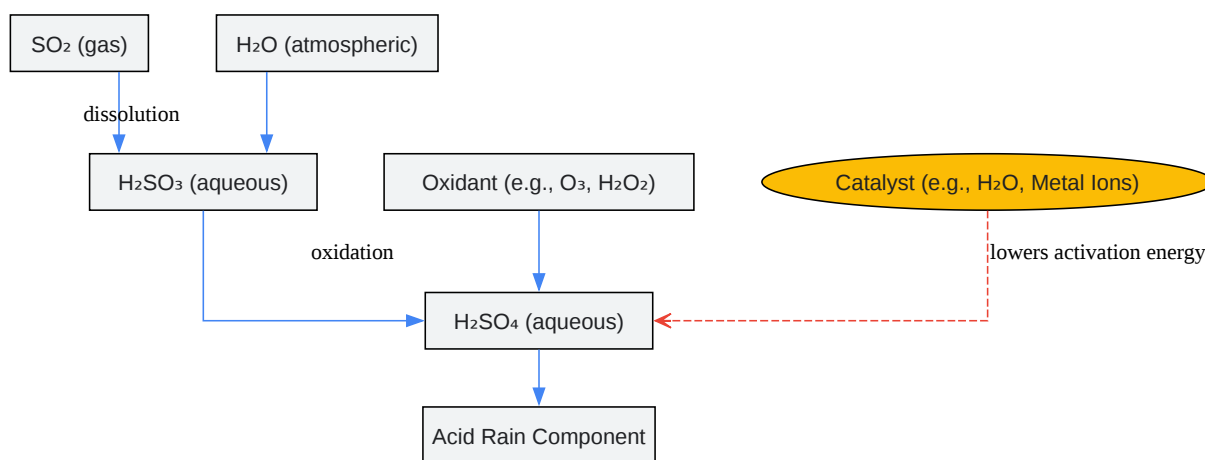 SO₂ (gas)
H₂O (atmospheric)
dissolution
H₂SO₃ (aqueous)
Oxidant (e.g., O₃, H₂O₂)
Catalyst (e.g., H₂O, Metal Ions)
oxidation
lowers activation energy
H₂SO₄ (aqueous)
Acid Rain Component